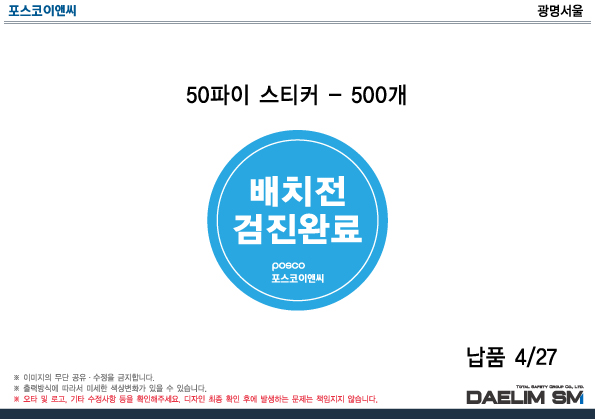 포스코이앤씨
광명서울
50파이 스티커 - 500개
배치전
검진완료
posco
포스코이앤씨
납품 4/27
※ 이미지의 무단 공유 · 수정을 금지합니다.
※ 출력방식에 따라서 미세한 색상변화가 있을 수 있습니다.
※ 오타 및 로고, 기타 수정사항 등을 확인해주세요. 디자인 최종 확인 후에 발생하는 문제는 책임지지 않습니다.
TOTAL SAFETY GROUP CO., LTD.
DAELIM SM